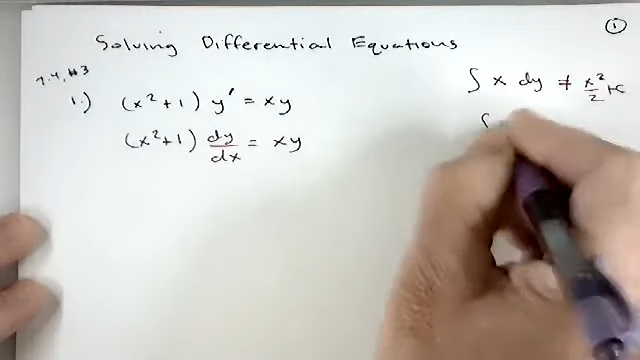 ①
Solving Differential Equations
7.4, #3
1.) (x²+1) y' = xy
(x²+1) dy/dx = xy
∫ x dy ≠ x²/2 + C
∫